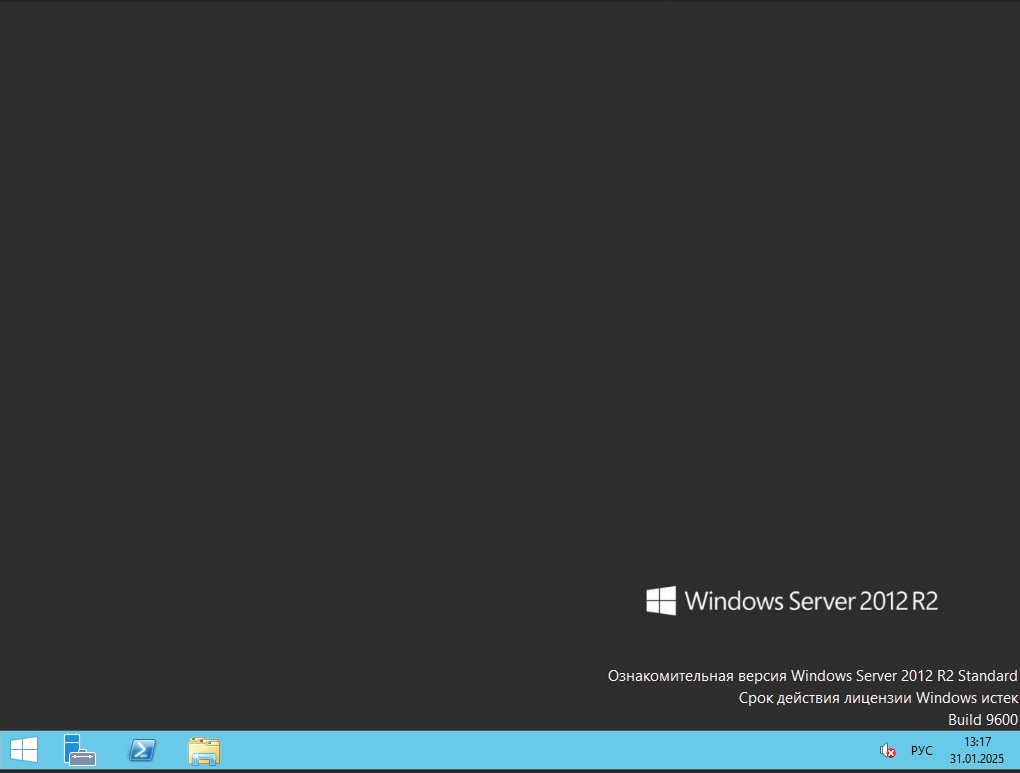 Windows Server 2012 R2
Ознакомительная версия Windows Server 2012 R2 Standard
Срок действия лицензии Windows истек
Build 9600
РУС
13:17
31.01.2025